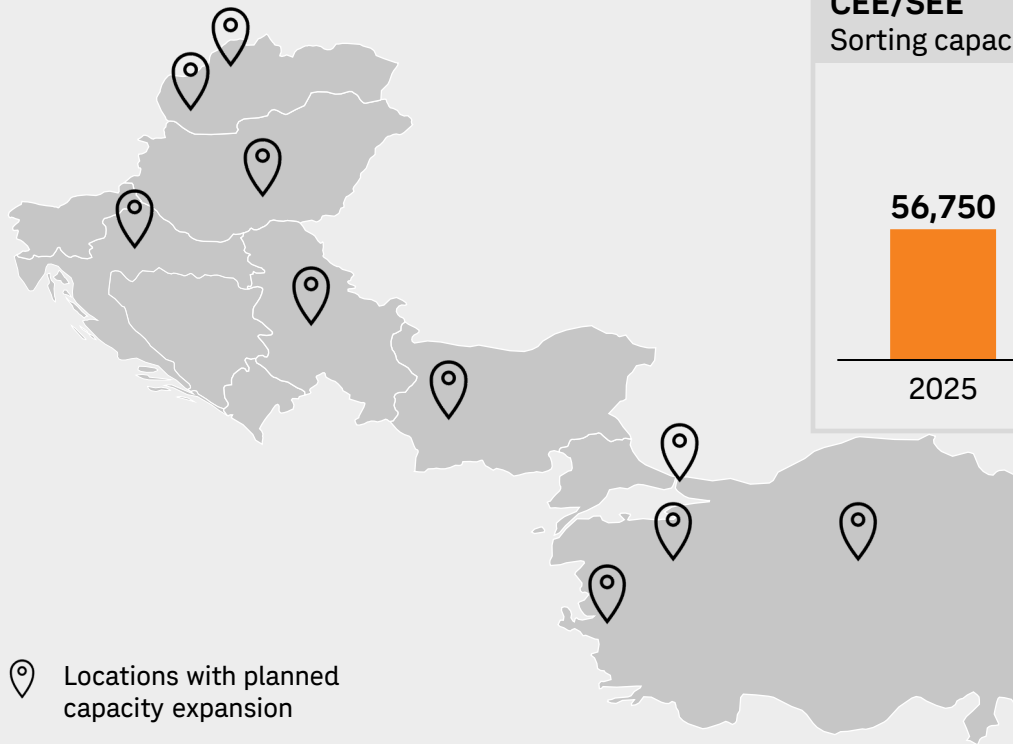 CEE/SEE
Sorting capac
56,750
2025
Locations with planned
capacity expansion